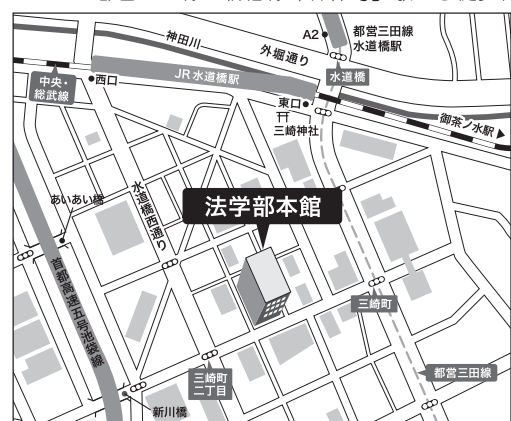 A2
都営三田線
水道橋駅
神田川
外堀通り
水道橋
JR水道橋駅
中央・
総武線
西口
東口
三崎神社
御茶ノ水駅
水道橋西通り
あいあい橋
法学部本館
首都高速五号池袋線
三崎町
三崎町
二丁目
都営三田線
新川橋